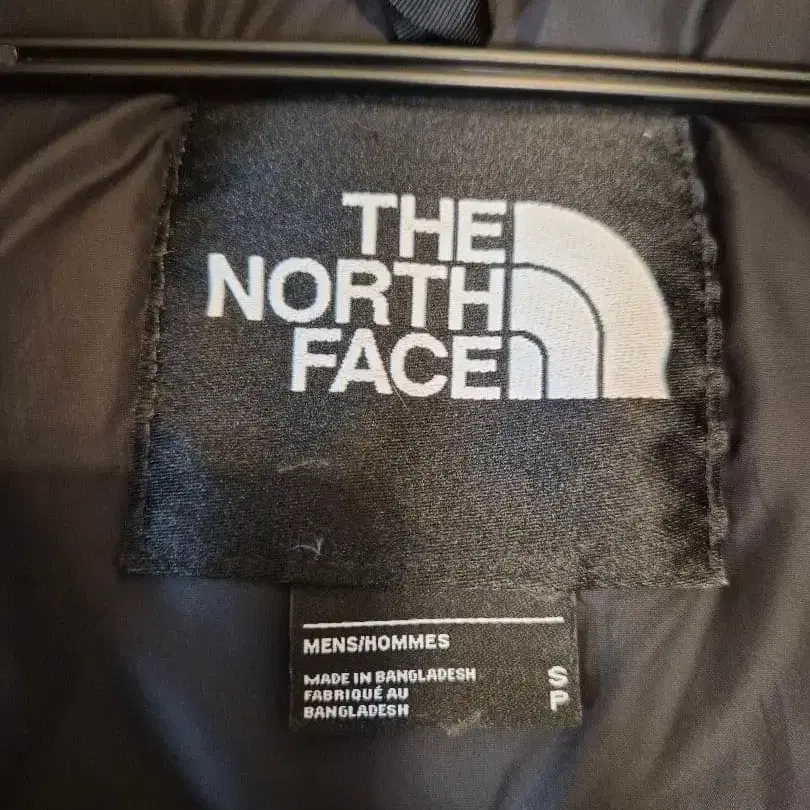 THE
NORTH
FACE
MENS/HOMMES
MADE IN BANGLADESH
FABRIQUÉ AU
BANGLADESH
S
P